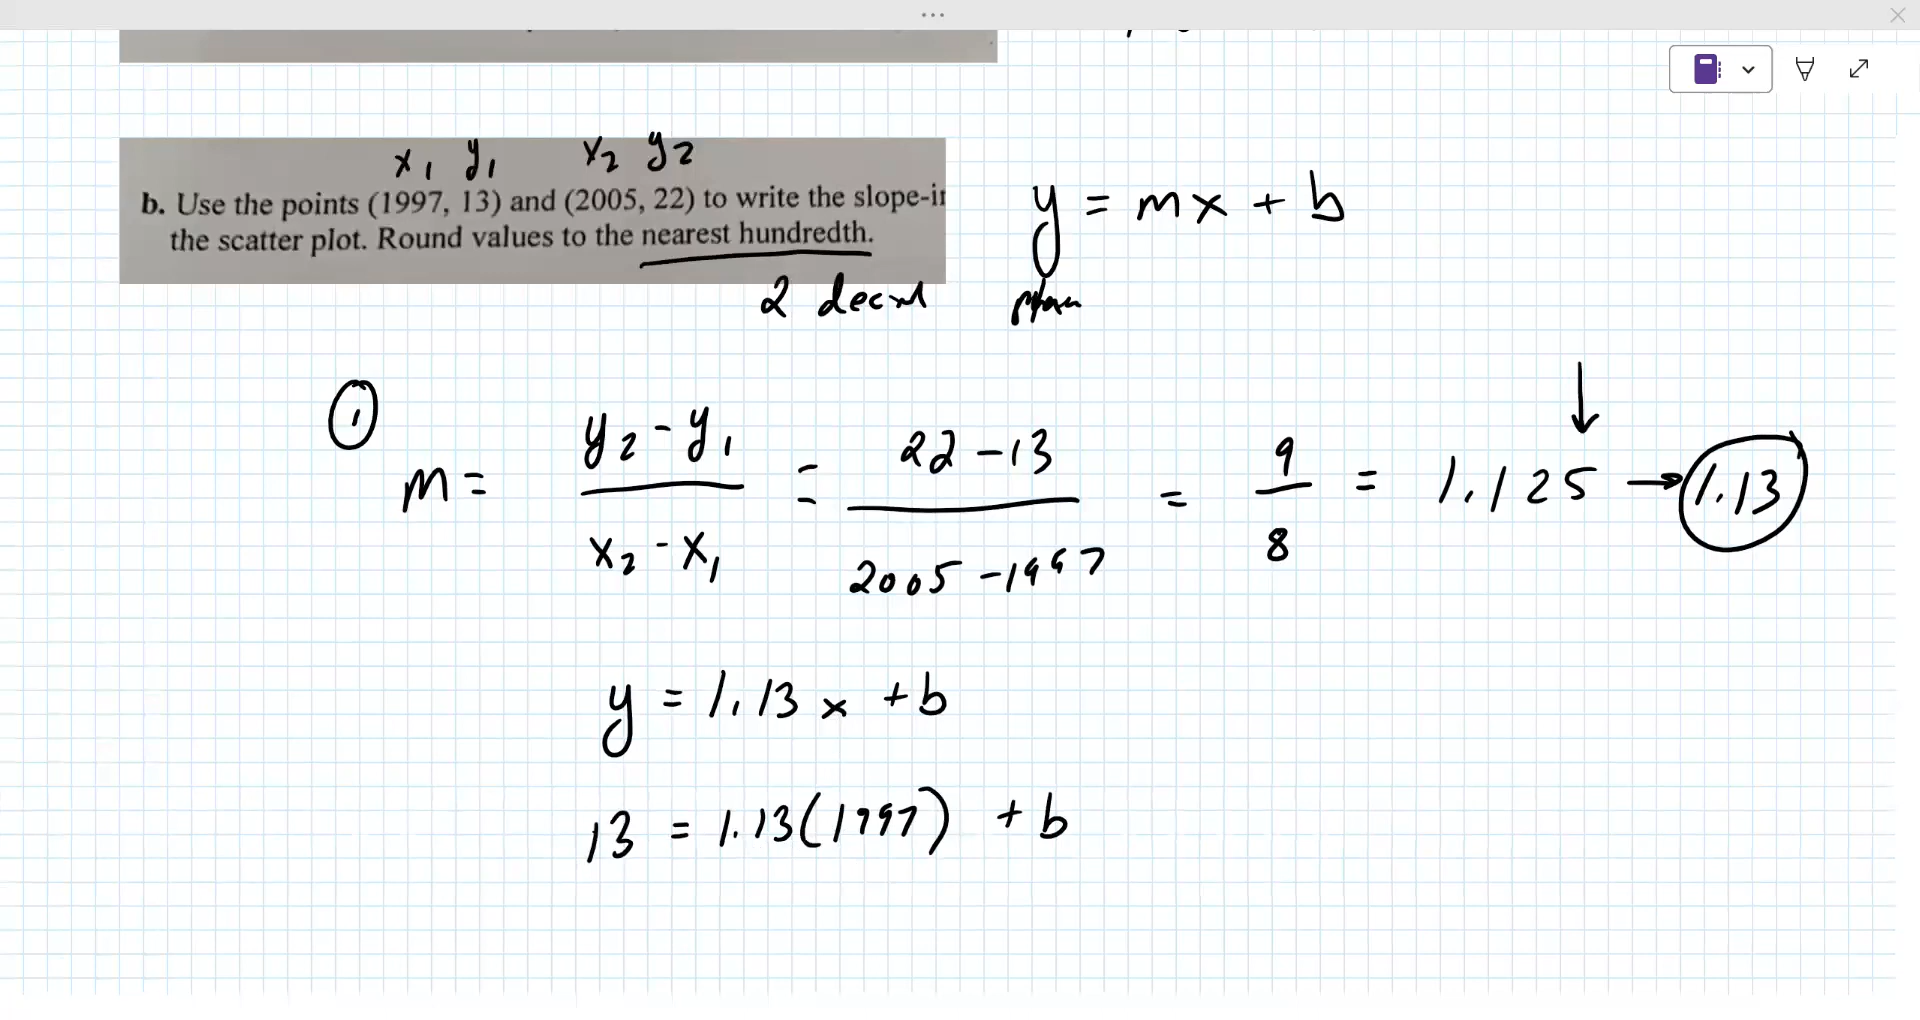 x1 y1 x2 y2
b. Use the points (1997, 13) and (2005, 22) to write the slope-in
the scatter plot. Round values to the nearest hundredth.
2
y = mx + b
1
m = y2 - y1 / x2 - x1 = 22 - 13 / 2005 - 1997 = 9 / 8 = 1.125 → 1.13
y = 1.13 x + b
13 = 1.13(1997) + b